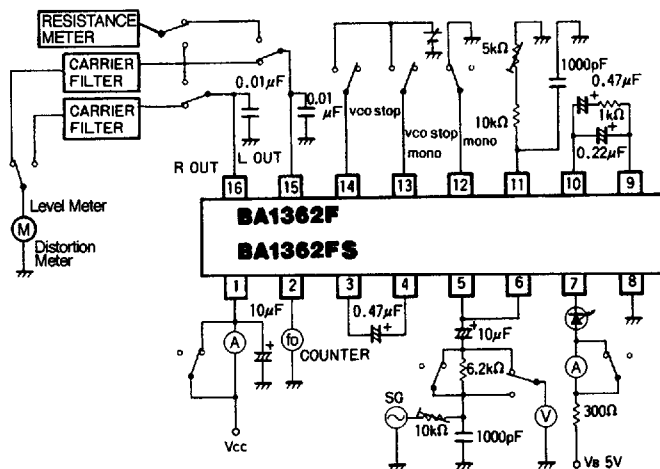 RESISTANCE
METER
CARRIER
FILTER
CARRIER
FILTER
0.01μF
0.01
μF
R OUT
L OUT
Level Meter
M
Distortion
Meter
vco stop
vco stop
mono
mono
5kΩ
10kΩ
1000pF
0.47μF
1kΩ
0.22μF
16
15
14
13
12
11
10
9
BA1362F
BA1362FS
1
2
3
4
5
6
7
8
10μF
A
fo
COUNTER
Vcc
0.47μF
10μF
6.2kΩ
SG
10kΩ
1000pF
V
A
300Ω
VB 5V
+
+
+
+
+